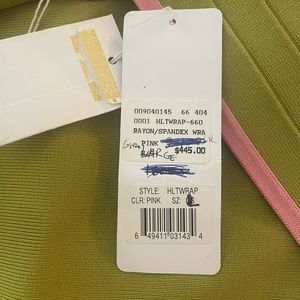 009040145 66 404
0001 HLTWRAP-660
RAYON/SPANDEX WRA
PINK
$445.00
STYLE: HLTWRAP
CLR: PINK SZ: L
6 49411 03143 4